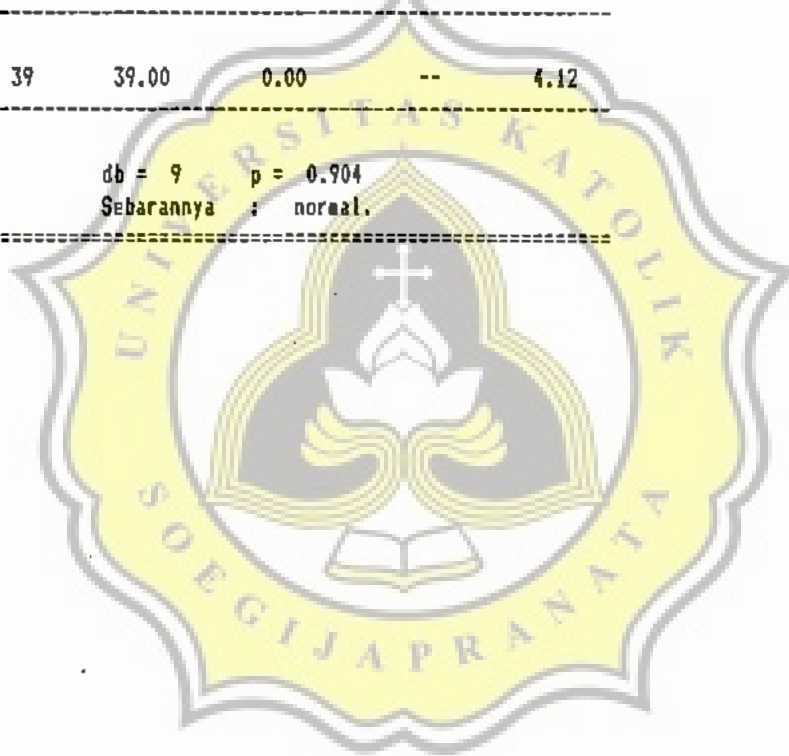 39 39.00 0.00 -- 4.12
db = 9 p = 0.904
Sebarannya : normal.
UNIVERSITAS KATOLIK
SOEGIJAPRANATA